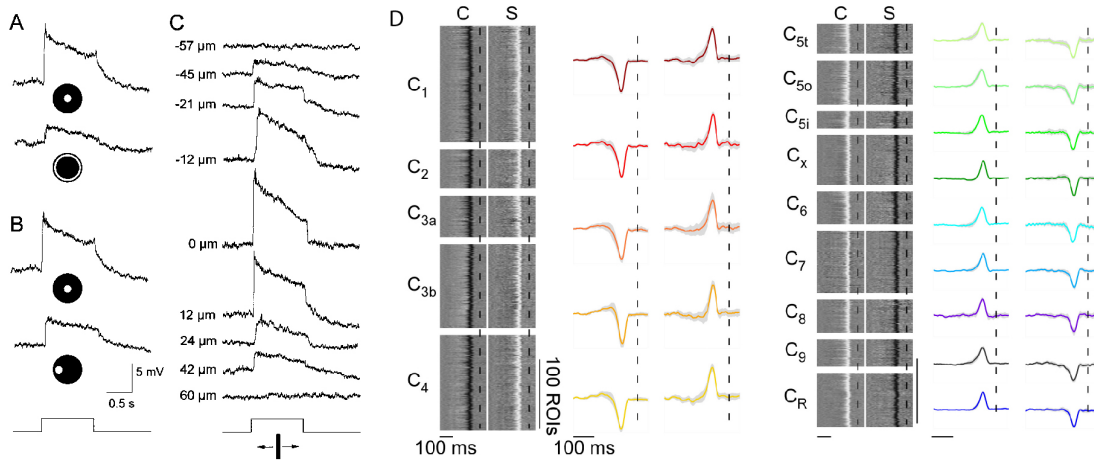 A
B
5 mV
0.5 s
C
-57 µm
-45 µm
-21 µm
-12 µm
0 µm
12 µm
24 µm
42 µm
60 µm
D
C S
C1
C2
C3a
C3b
C4
100 ROIs
100 ms
100 ms
C S
C5t
C5o
C5i
Cx
C6
C7
C8
C9
CR